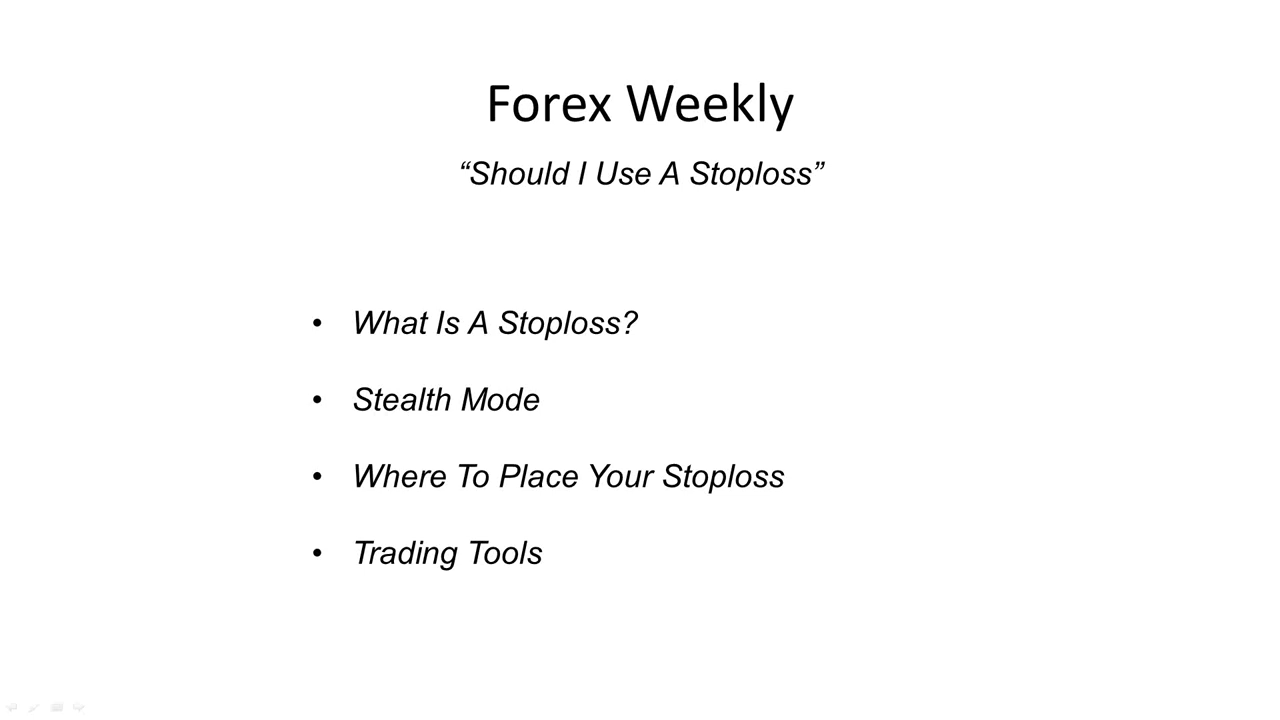 Forex Weekly
“Should I Use A Stoploss”
• What Is A Stoploss?
• Stealth Mode
• Where To Place Your Stoploss
• Trading Tools